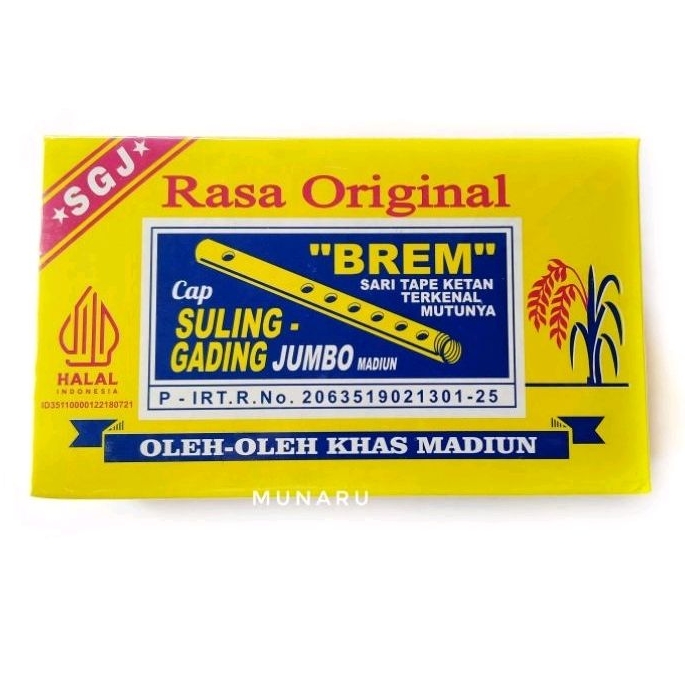 SGJ
Rasa Original
"BREM"
SARI TAPE KETAN
TERKENAL
MUTUNYA
Cap
SULING -
GADING JUMBO MADIUN
P - IRT.R.No. 2063519021301-25
HALAL
INDONESIA
ID35110000122180721
OLEH-OLEH KHAS MADIUN
MUNARU